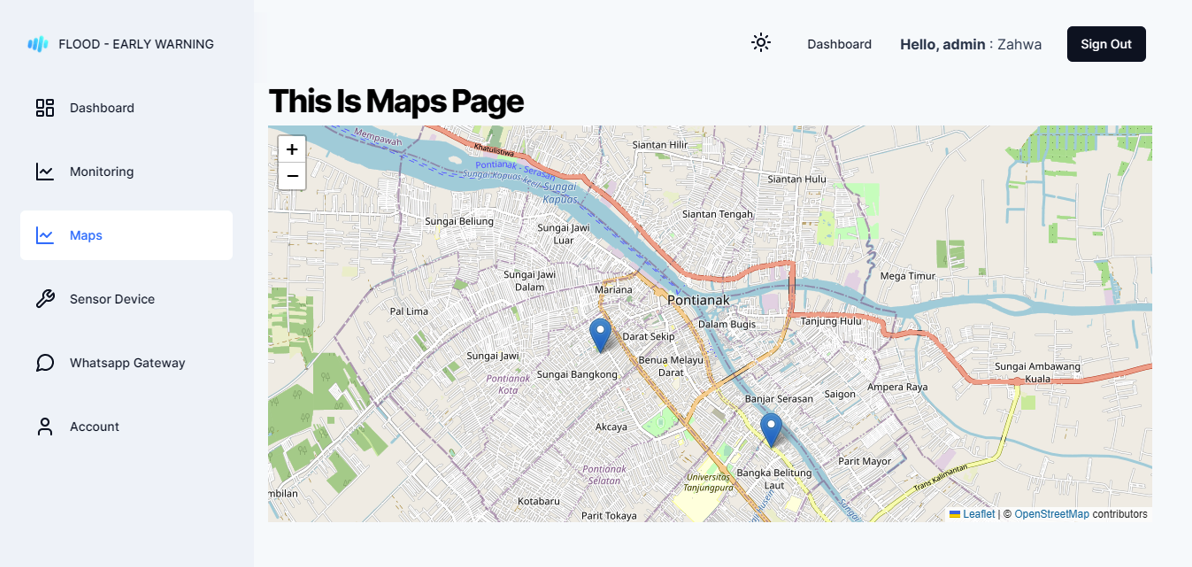 FLOOD - EARLY WARNING
Dashboard
Hello, admin : Zahwa
Sign Out
Dashboard
Monitoring
Maps
Sensor Device
Whatsapp Gateway
Account
This Is Maps Page
+
−
Mempawah
Khatulistiwa
Pontianak - Serasan
Sungai Kapuas-kecil
Sungai
Kapuas
Siantan Hilir
Siantan Hulu
Siantan Tengah
Sungai Beliung
Sungai Jawi
Luar
Sungai Jawi
Dalam
Mariana
Pontianak
Mega Timur
Pal Lima
Dalam Bugis
Tanjung Hulu
Darat Sekip
Sungai Jawi
Benua Melayu
Darat
Sungai Bangkong
Pontianak
Kota
Sungai Ambawang
Kuala
Ampera Raya
Saigon
Banjar Serasan
Akcaya
Parit Mayor
Pontianak
Selatan
Universitas
Tanjungpura
Bangka Belitung
Laut
Trans Kalimantan
mbilan
Kotabaru
Parit Tokaya
Leaflet | © OpenStreetMap contributors